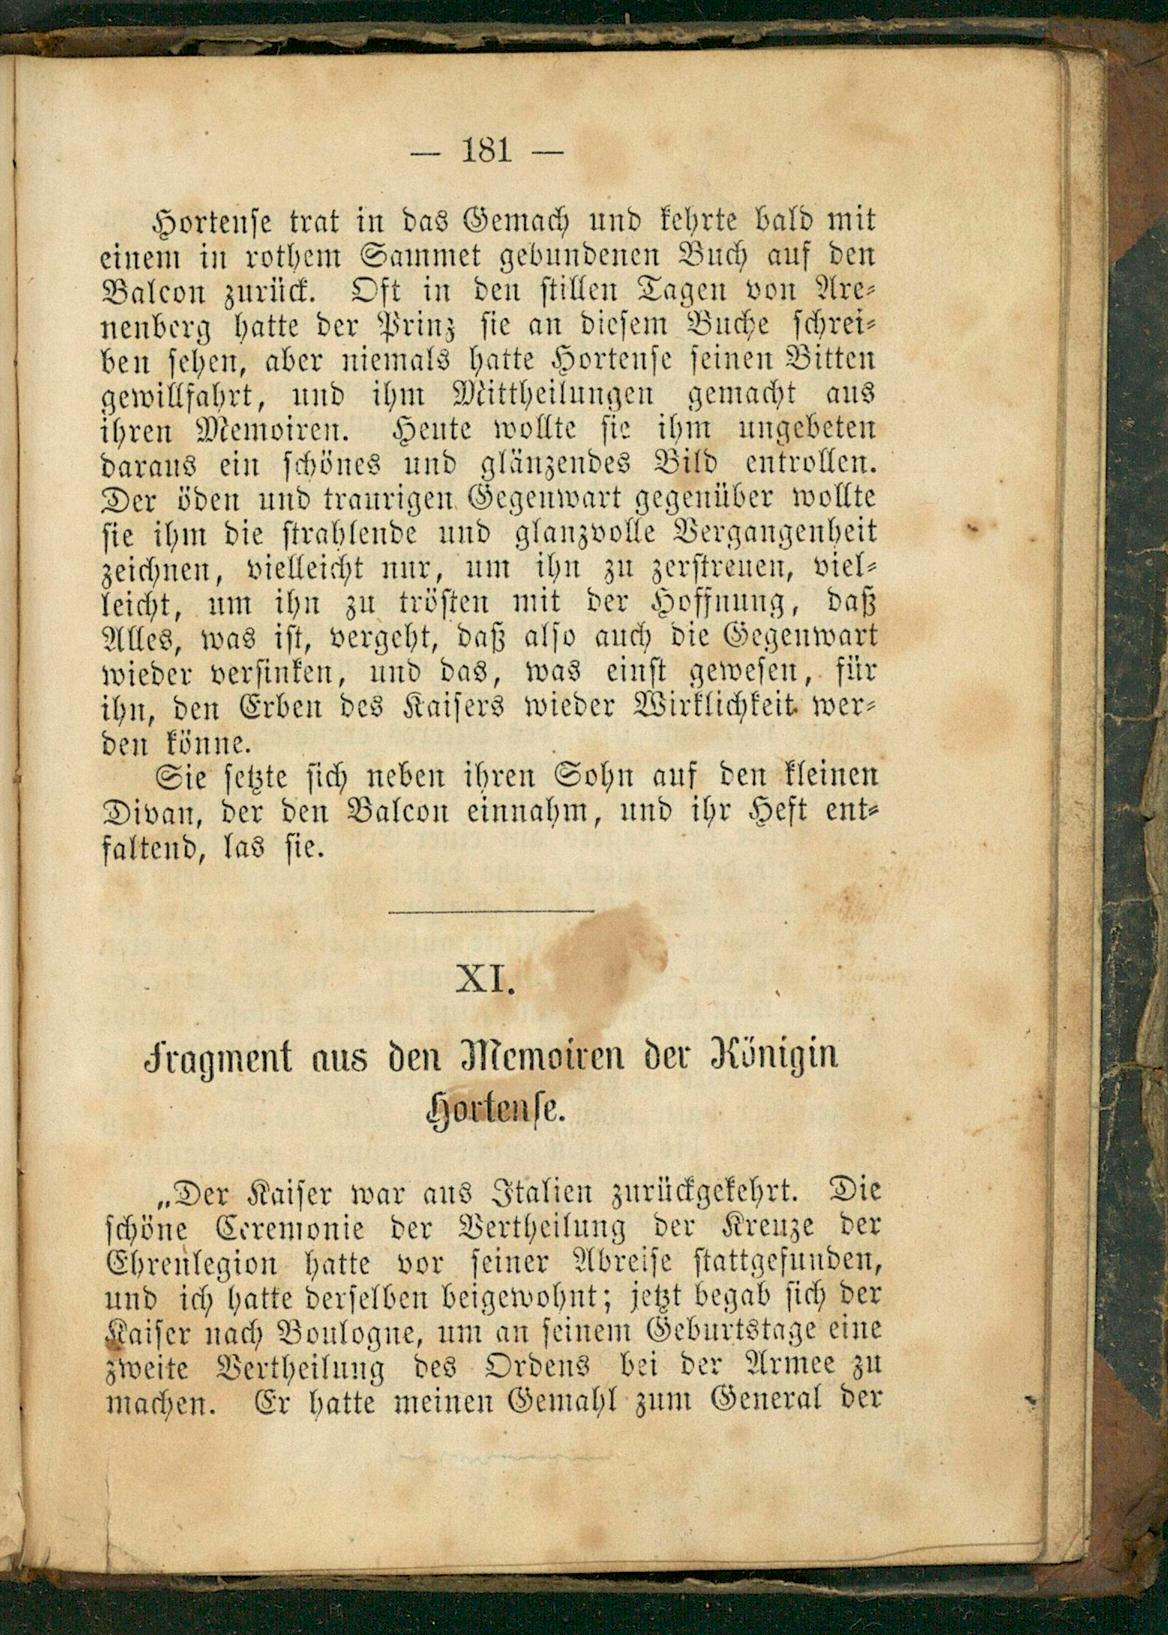 — 181 —
Hortense trat in das Gemach und kehrte bald mit
einem in rothem Sammet gebundenen Buch auf den
Balcon zurück. Oft in den stillen Tagen von Are-
nenberg hatte der Prinz sie an diesem Buche schrei-
ben sehen, aber niemals hatte Hortense seinen Bitten
gewillfahrt, und ihm Mittheilungen gemacht aus
ihren Memoiren. Heute wollte sie ihm ungebeten
daraus ein schönes und glänzendes Bild entrollen.
Der öden und traurigen Gegenwart gegenüber wollte
sie ihm die strahlende und glanzvolle Vergangenheit
zeichnen, vielleicht nur, um ihn zu zerstreuen, viel-
leicht, um ihn zu trösten mit der Hoffnung, daß
Alles, was ist, vergeht, daß also auch die Gegenwart
wieder versinken, und das, was einst gewesen, für
ihn, den Erben des Kaisers wieder Wirklichkeit wer-
den könne.
Sie setzte sich neben ihren Sohn auf den kleinen
Divan, der den Balcon einnahm, und ihr Heft ent-
faltend, las sie.
XI.
Fragment aus den Memoiren der Königin
Hortense.
„Der Kaiser war aus Italien zurückgekehrt. Die
schöne Ceremonie der Vertheilung der Kreuze der
Ehrenlegion hatte vor seiner Abreise stattgefunden,
und ich hatte derselben beigewohnt; jetzt begab sich der
Kaiser nach Boulogne, um an seinem Geburtstage eine
zweite Vertheilung des Ordens bei der Armee zu
machen. Er hatte meinen Gemahl zum General der